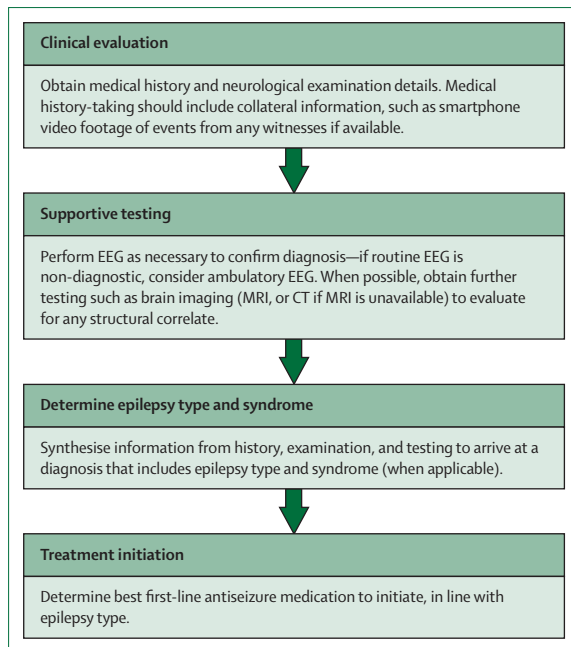 Clinical evaluation
Obtain medical history and neurological examination details. Medical
history-taking should include collateral information, such as smartphone
video footage of events from any witnesses if available.
Supportive testing
Perform EEG as necessary to confirm diagnosis—if routine EEG is
non-diagnostic, consider ambulatory EEG. When possible, obtain further
testing such as brain imaging (MRI, or CT if MRI is unavailable) to evaluate
for any structural correlate.
Determine epilepsy type and syndrome
Synthesise information from history, examination, and testing to arrive at a
diagnosis that includes epilepsy type and syndrome (when applicable).
Treatment initiation
Determine best first-line antiseizure medication to initiate, in line with
epilepsy type.